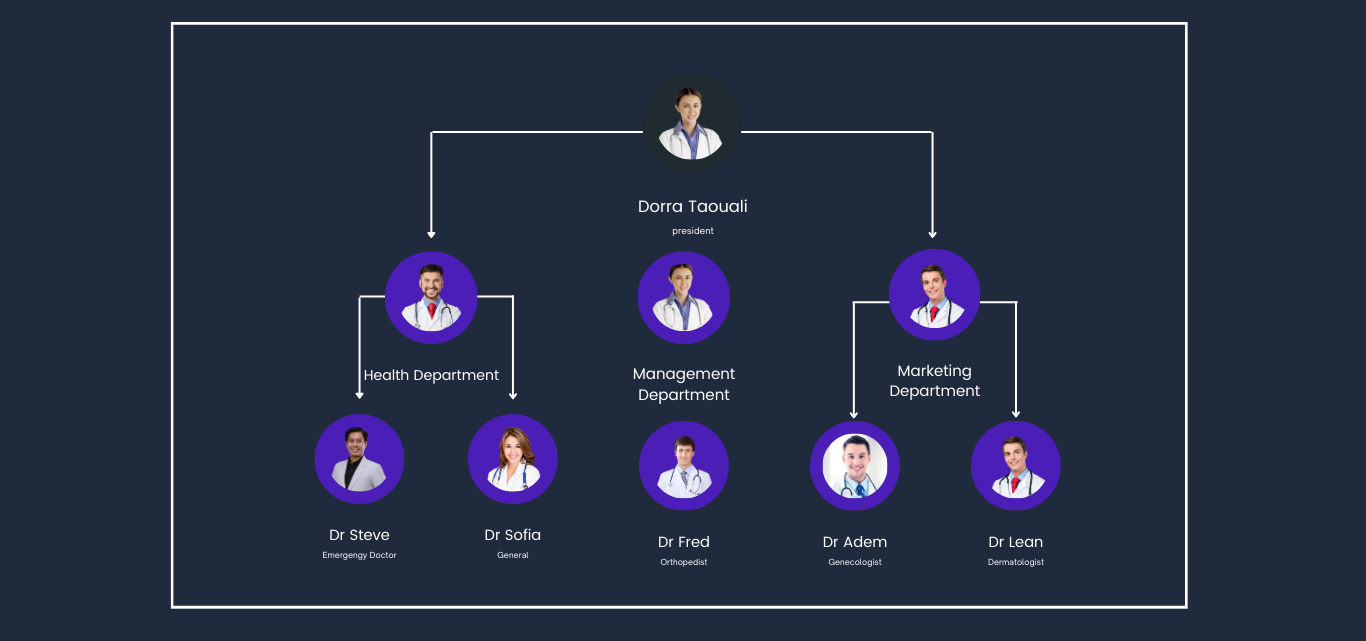 Dorra Taouali
president
Health Department
Management
Department
Marketing
Department
Dr Steve
Emergengy Doctor
Dr Sofia
General
Dr Fred
Orthopedist
Dr Adem
Genecologist
Dr Lean
Dermatologist